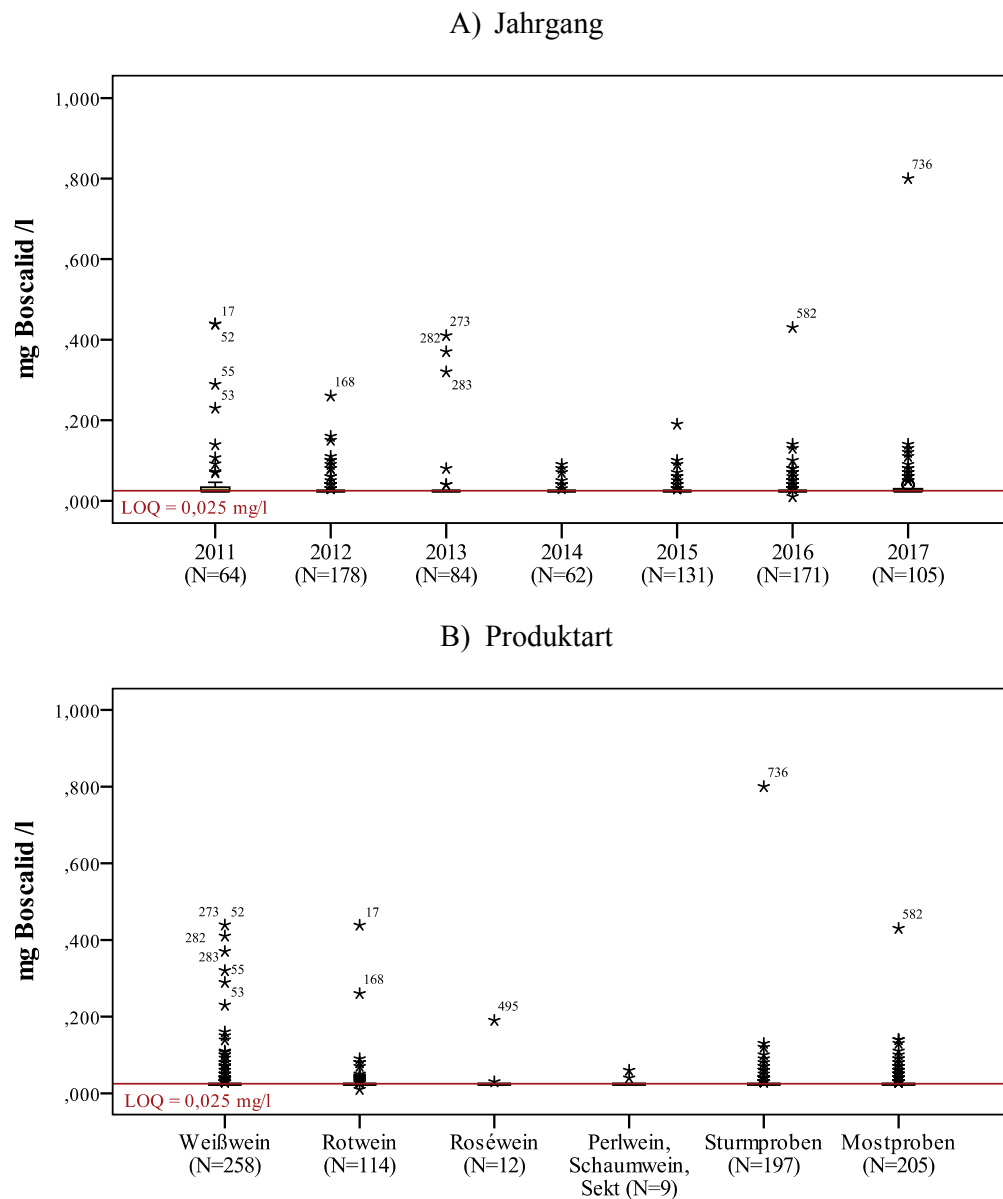 A) Jahrgang
mg Boscalid /l
1,000
,800
,600
,400
,200
,000
736
17
52
55
53
168
273
282
283
582
LOQ = 0,025 mg/l
2011 2012 2013 2014 2015 2016 2017
(N=64) (N=178) (N=84) (N=62) (N=131) (N=171) (N=105)
B) Produktart
mg Boscalid /l
1,000
,800
,600
,400
,200
,000
736
273 52
282
283
55
53
17
168
495
582
LOQ = 0,025 mg/l
Weißwein Rotwein Roséwein Perlwein, Sturmproben Mostproben
(N=258) (N=114) (N=12) Schaumwein, (N=197) (N=205)
Sekt (N=9)